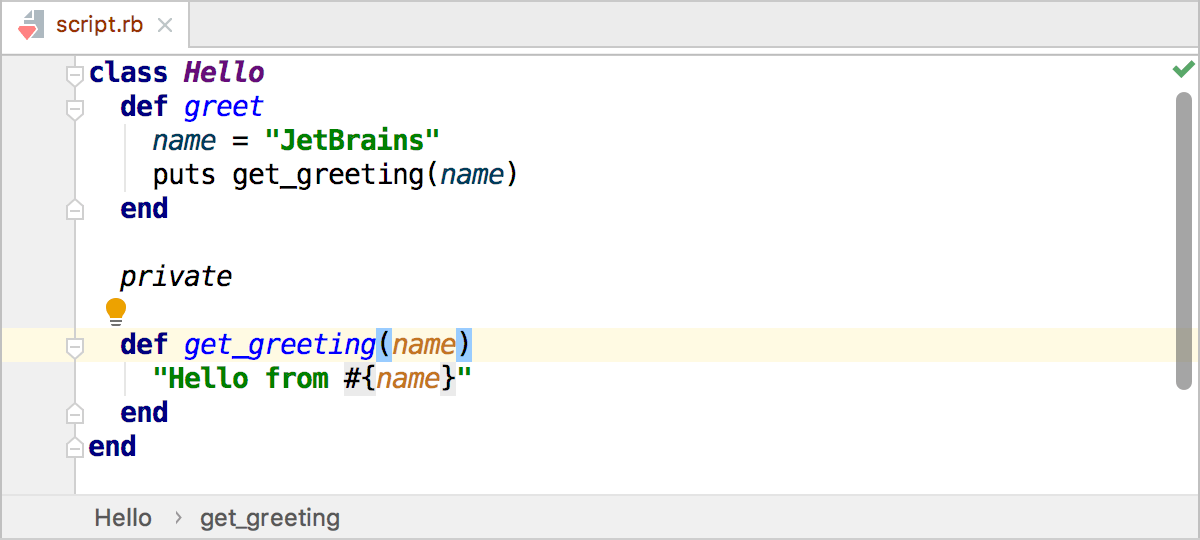 script.rb
class Hello
  def greet
    name = "JetBrains"
    puts get_greeting(name)
  end
  private
  def get_greeting(name)
    "Hello from #{name}"
  end
end
Hello › get_greeting